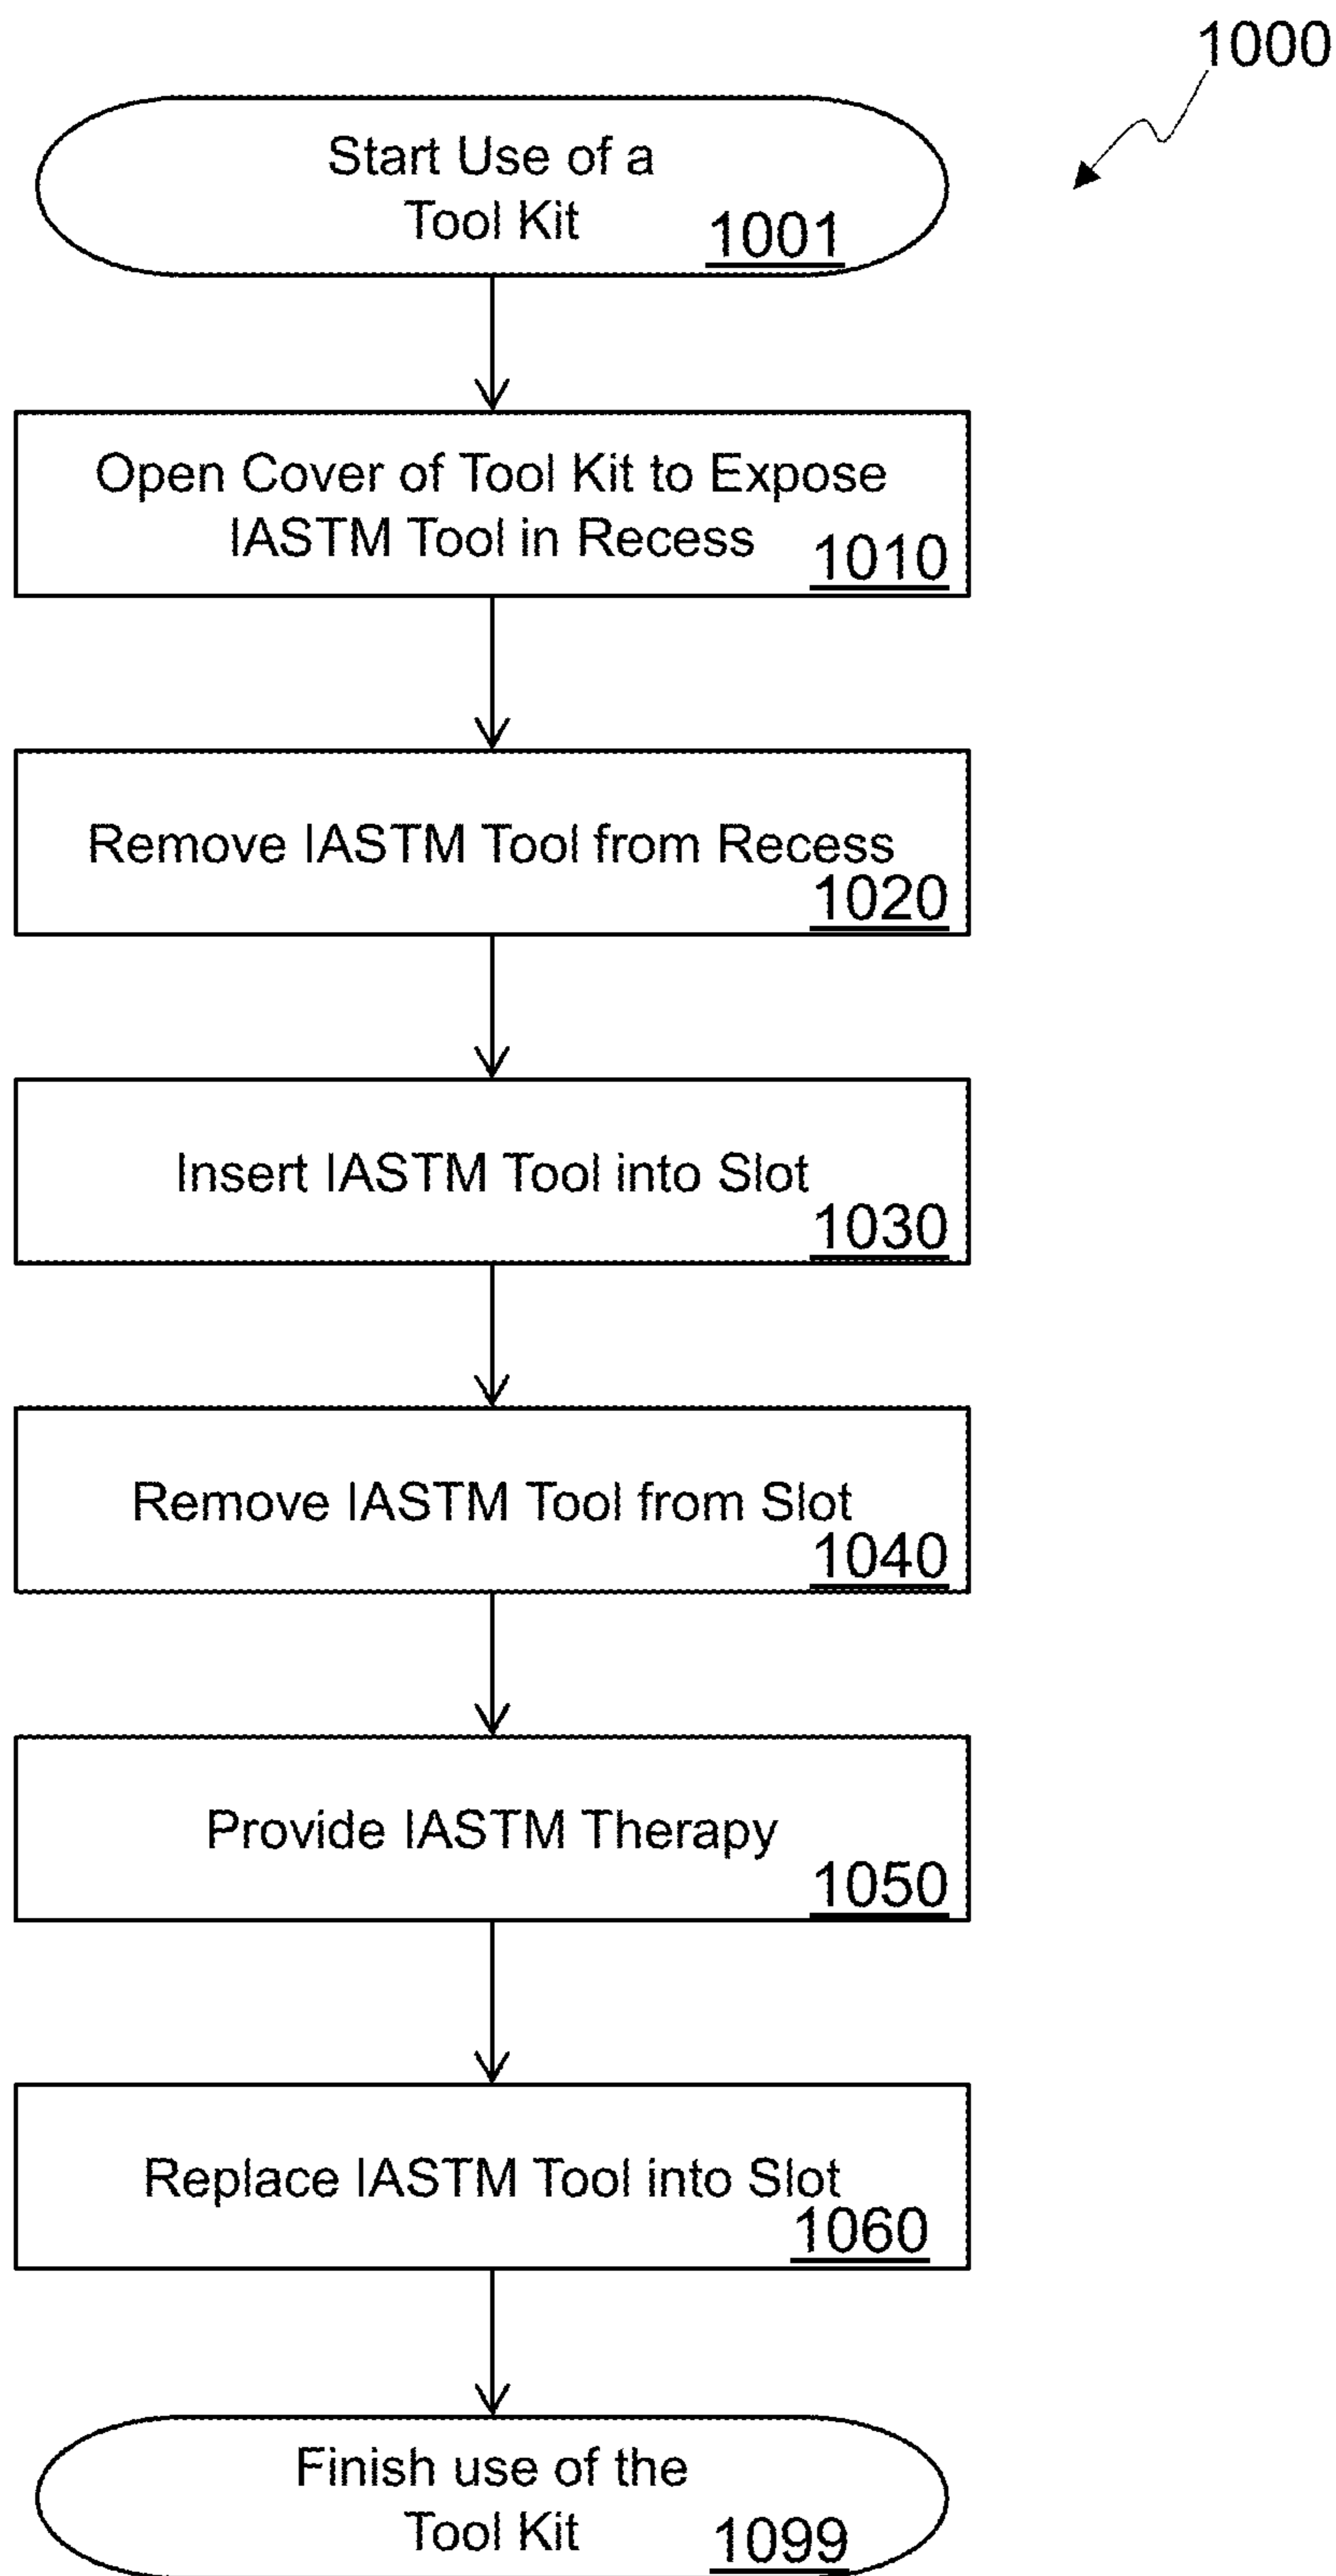 1000
Start Use of a
Tool Kit 1001
Open Cover of Tool Kit to Expose
IASTM Tool in Recess 1010
Remove IASTM Tool from Recess
1020
Insert IASTM Tool into Slot
1030
Remove IASTM Tool from Slot
1040
Provide IASTM Therapy
1050
Replace IASTM Tool into Slot
1060
Finish use of the
Tool Kit 1099